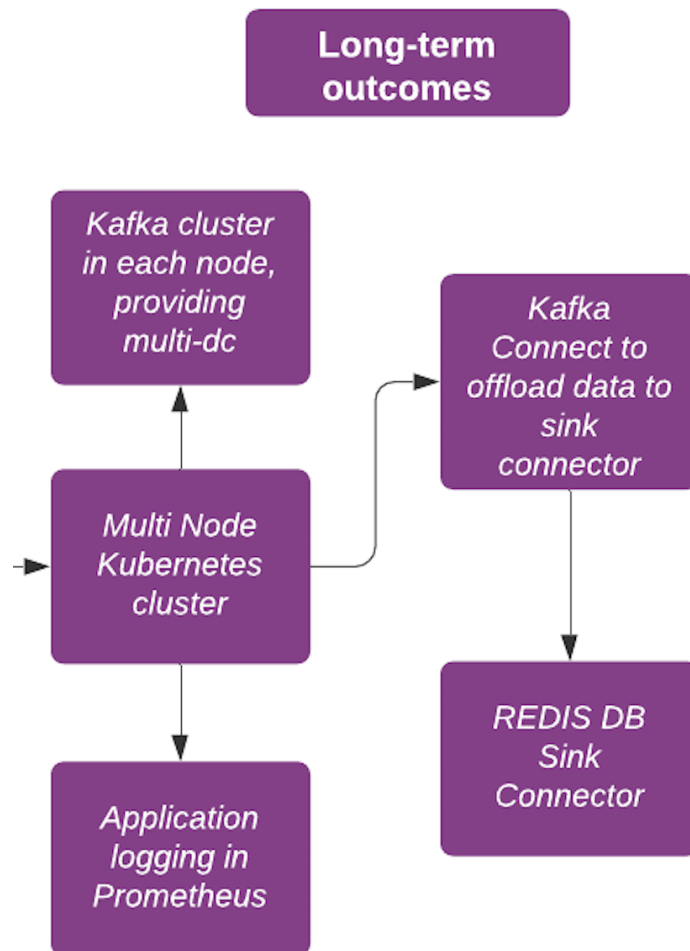 Long-term
outcomes
Kafka cluster
in each node,
providing
multi-dc
Kafka
Connect to
offload data to
sink
connector
Multi Node
Kubernetes
cluster
REDIS DB
Sink
Connector
Application
logging in
Prometheus